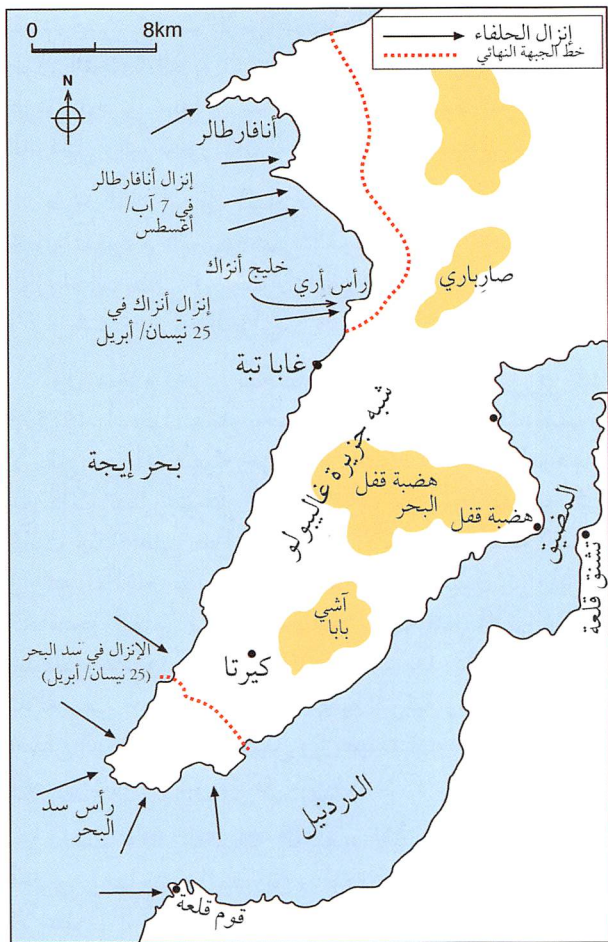 0 8km
إنزال الحلفاء
خط الجبهة النهائي
N
أنافارطالر
إنزال أنافارطالر
في 7 آب/
أغسطس
خليج أنزاك
رأس أري
إنزال أنزاك في
25 نيسان/ أبريل
صارباري
غابا تبة
شبه جزيرة غاليبولو
بحر إيجة
هضبة قفل
البحر
هضبة قفل
المضيق
تشنق قلعة
آشي
بابا
كيرتا
الإنزال في سد البحر
(25 نيسان/ أبريل)
رأس سد
البحر
الدردنيل
قوم قلعة